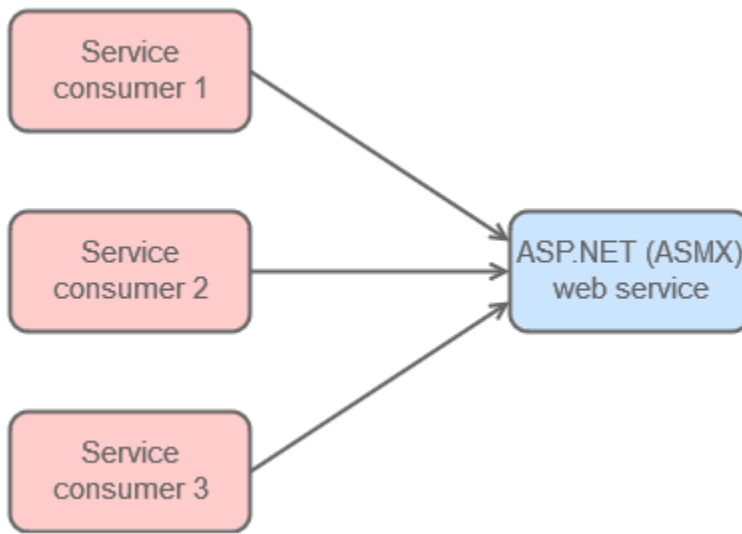 Service
consumer 1
Service
consumer 2
ASP.NET (ASMX)
web service
Service
consumer 3